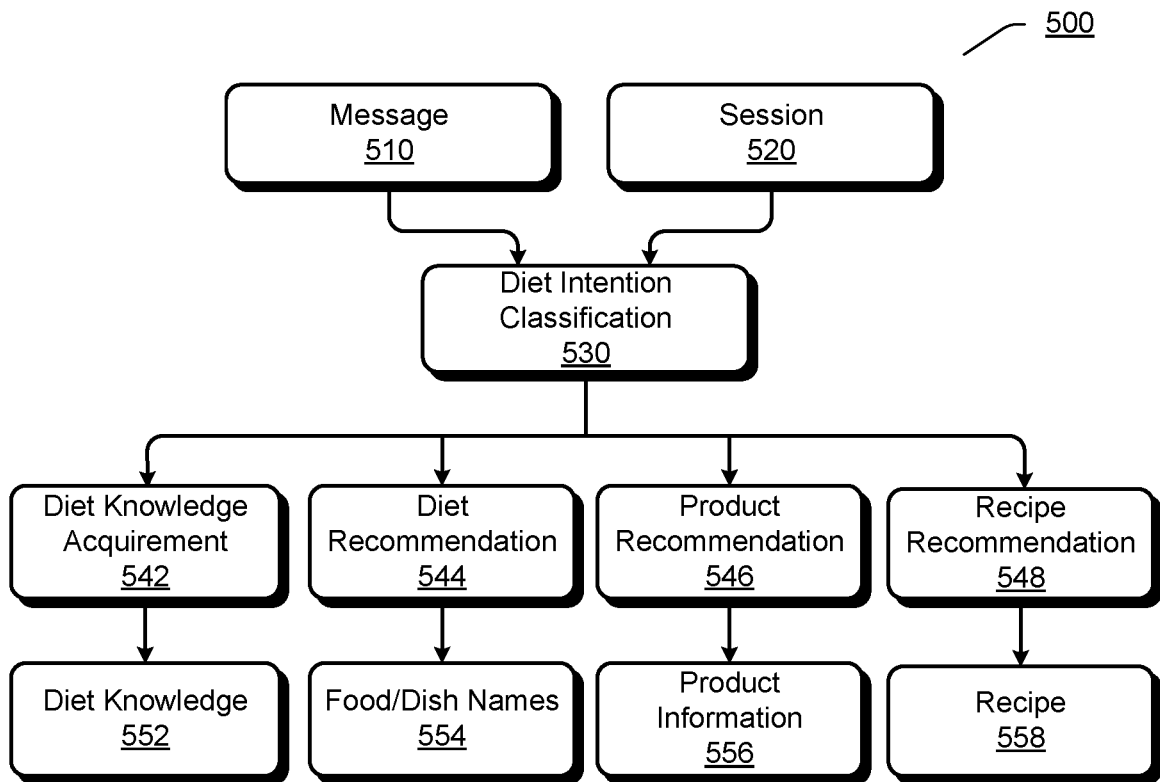 500
Message
510
Session
520
Diet Intention
Classification
530
Diet Knowledge
Acquirement
542
Diet
Recommendation
544
Product
Recommendation
546
Recipe
Recommendation
548
Diet Knowledge
552
Food/Dish Names
554
Product
Information
556
Recipe
558